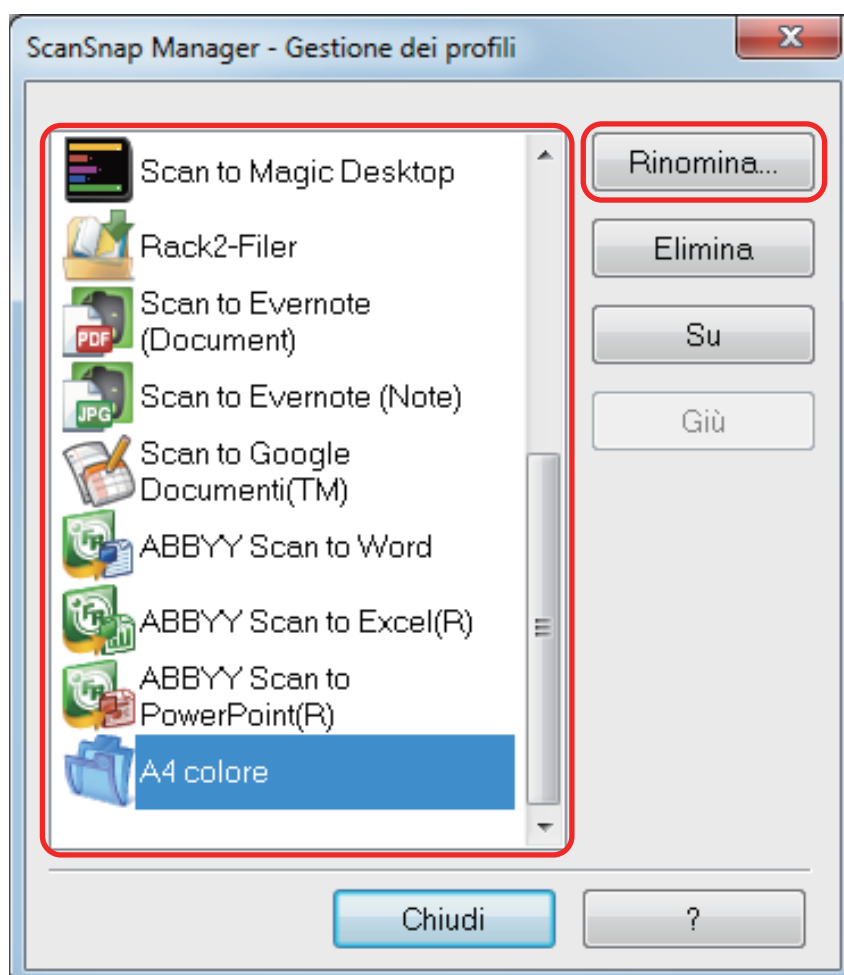 ScanSnap Manager - Gestione dei profili
Scan to Magic Desktop
Rack2-Filer
Scan to Evernote
(Document)
Scan to Evernote (Note)
Scan to Google
Documenti(TM)
ABBYY Scan to Word
ABBYY Scan to Excel(R)
ABBYY Scan to
PowerPoint(R)
A4 colore
Rinomina...
Elimina
Su
Giù
PDF
JPG
Chiudi
?